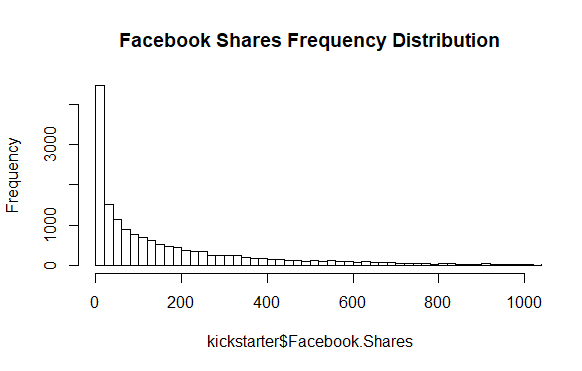 Facebook Shares Frequency Distribution
Frequency
3000
1000
0
0 200 400 600 800 1000
kickstarter$Facebook.Shares